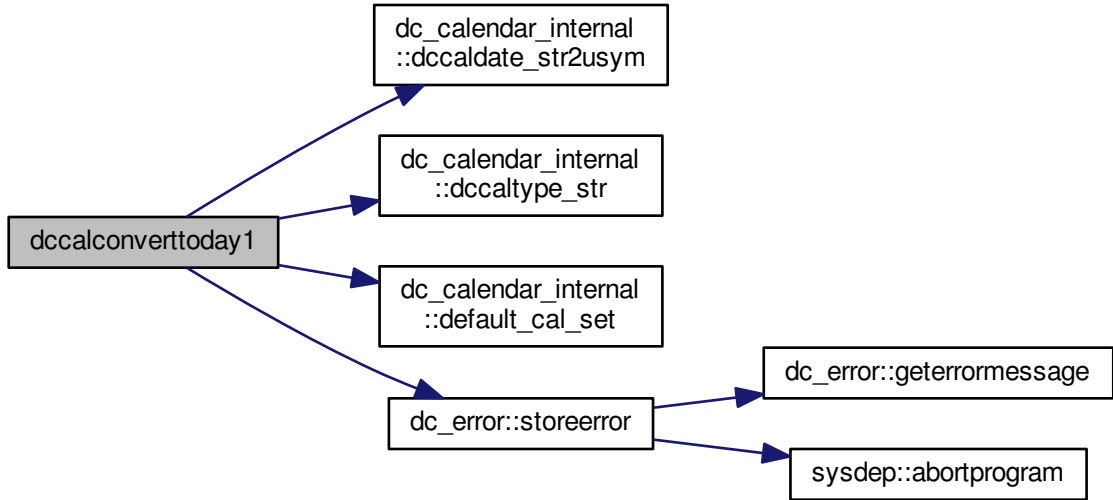 dc_calendar_internal
::dccaldate_str2usym
dc_calendar_internal
::dccaltype_str
dccalconverttoday1
dc_calendar_internal
::default_cal_set
dc_error::geterrormessage
dc_error::storeerror
sysdep::abortprogram